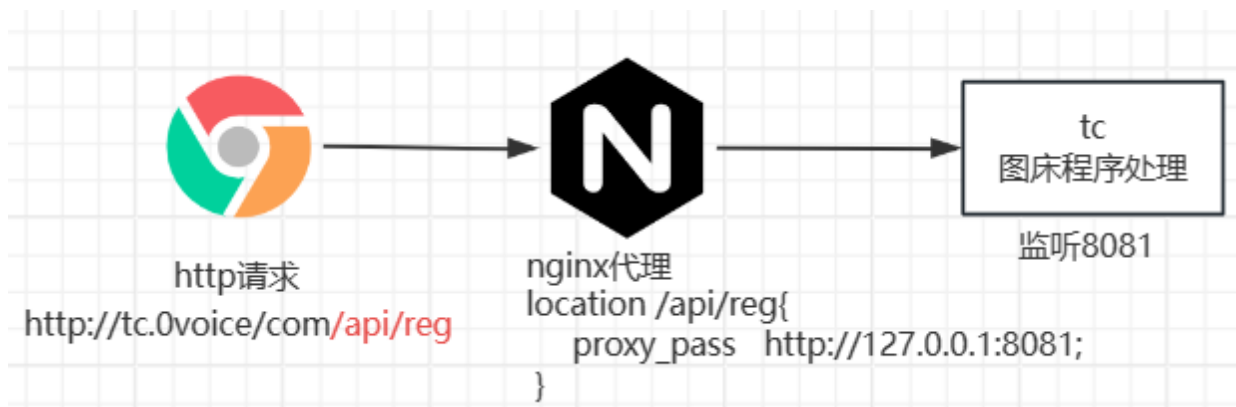 http请求
http://tc.0voice/com/api/reg
N
nginx代理
location /api/reg{
proxy_pass http://127.0.0.1:8081;
}
tc
图床程序处理
监听8081